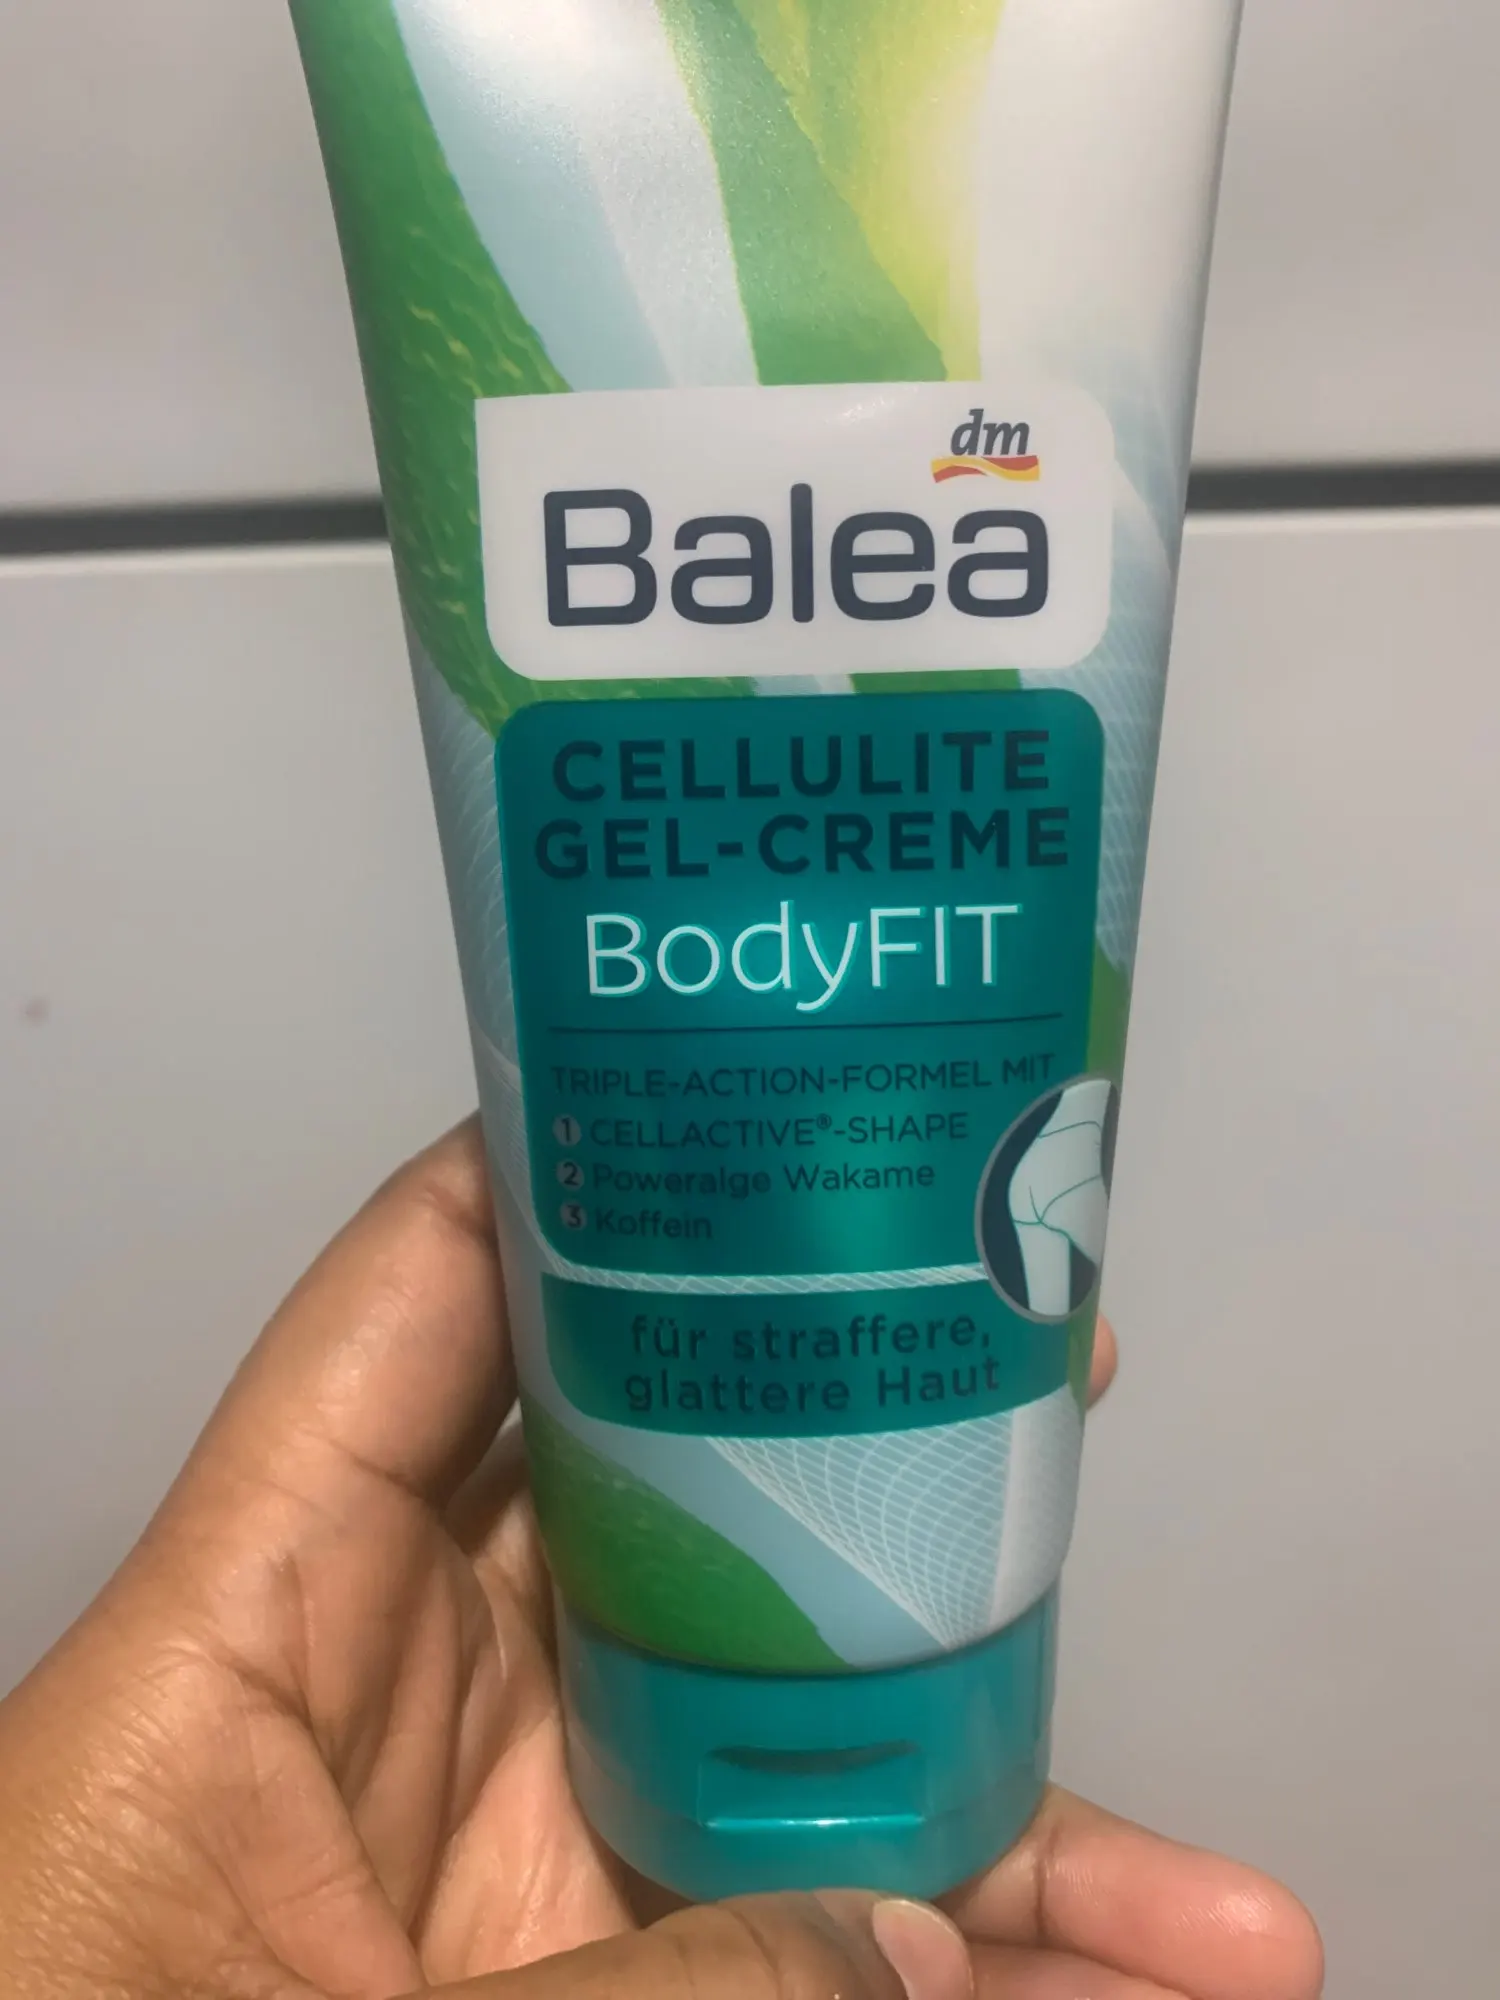 dm
Balea
CELLULITE
GEL-CREME
BodyFIT
TRIPLE-ACTION-FORMEL MIT
1 CELLACTIVE®-SHAPE
2 Poweralge Wakame
3 Koffein
für straffere,
glattere Haut